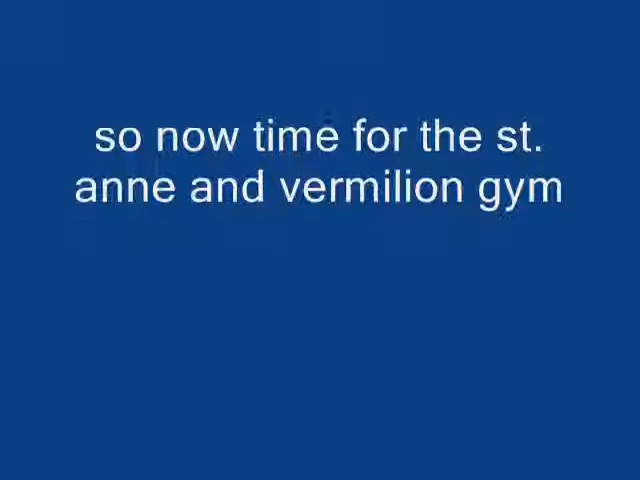 so now time for the st.
anne and vermilion gym